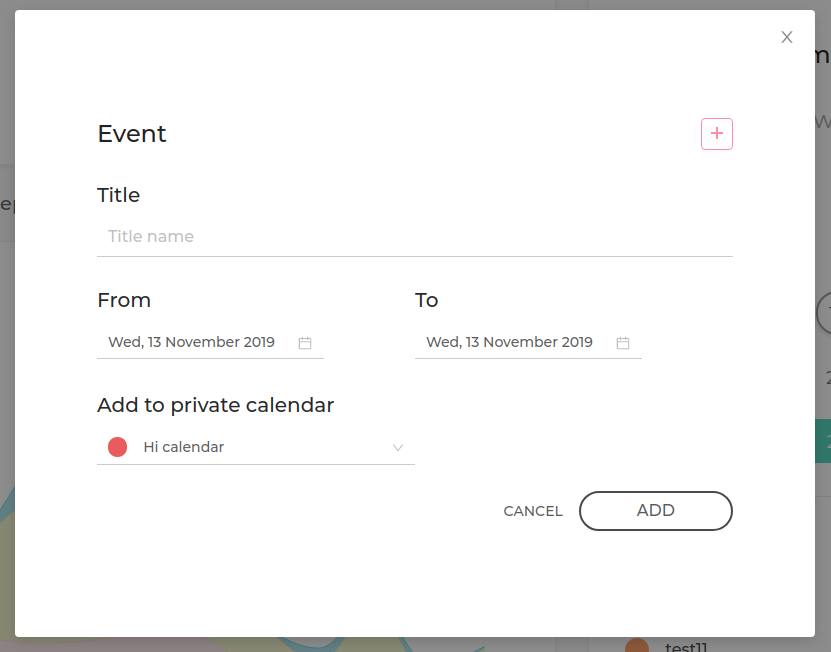 Event
Title
Title name
From
To
Wed, 13 November 2019
Wed, 13 November 2019
Add to private calendar
Hi calendar
CANCEL
ADD
test11